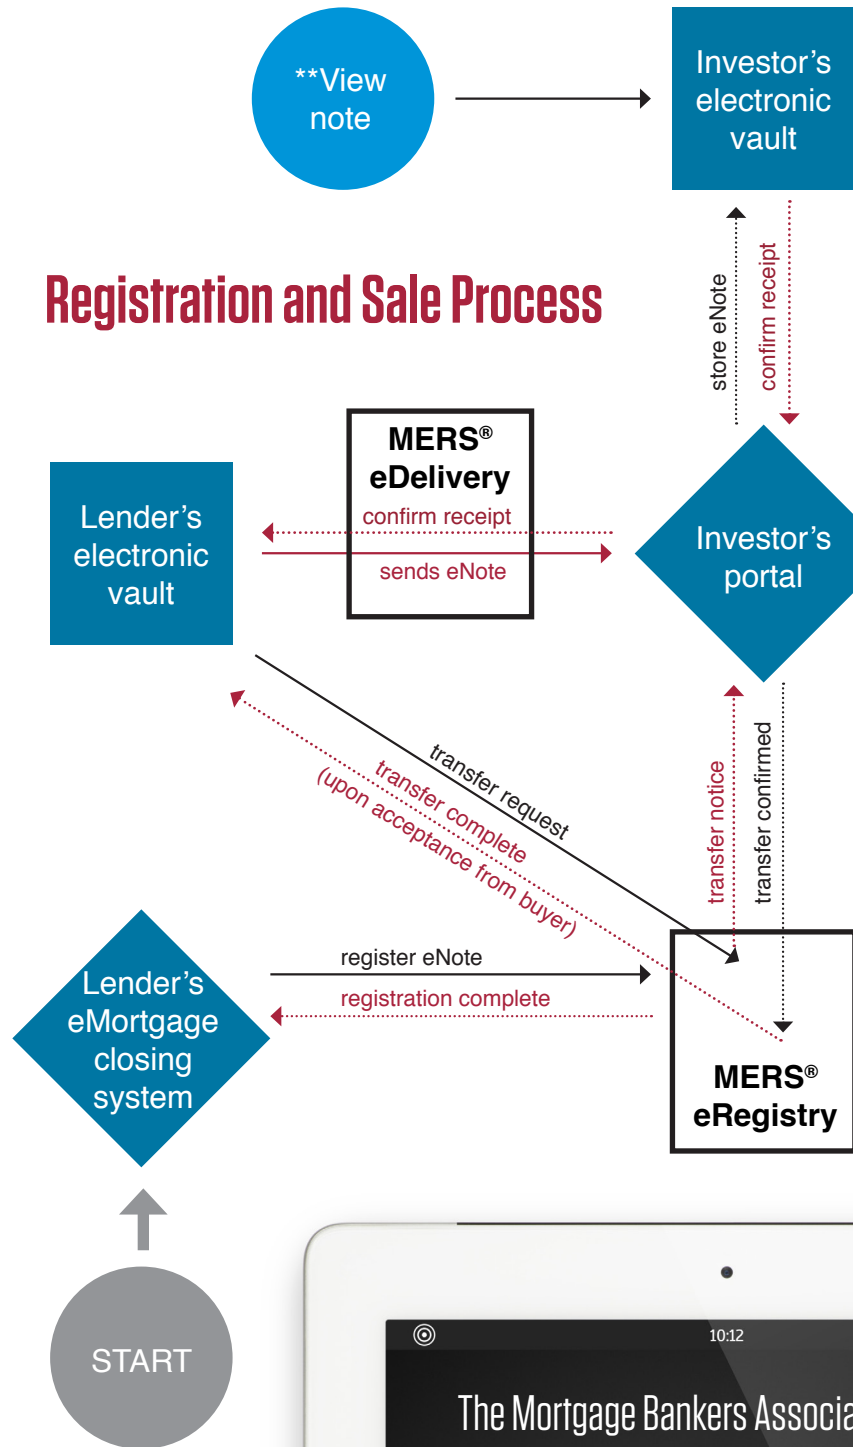 **View
note
Investor's
electronic
vault
store eNote
confirm receipt
Registration and Sale Process
MERS®
eDelivery
confirm receipt
sends eNote
Lender's
electronic
vault
Investor's
portal
transfer request
transfer complete
(upon acceptance from buyer)
transfer notice
transfer confirmed
Lender's
eMortgage
closing
system
register eNote
registration complete
MERS®
eRegistry
START
10:12
The Mortgage Bankers Associa